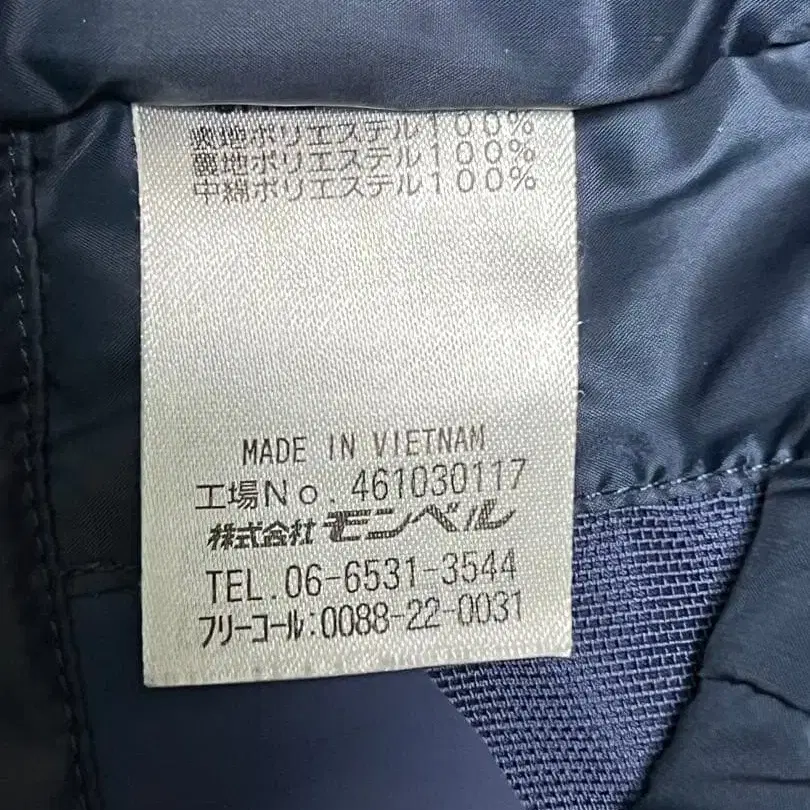 表地ポリエステル100%
裏地ポリエステル100%
中綿ポリエステル100%
MADE IN VIETNAM
工場No. 461030117
株式会社モンベル
TEL.06-6531-3544
フリーコール:0088-22-0031